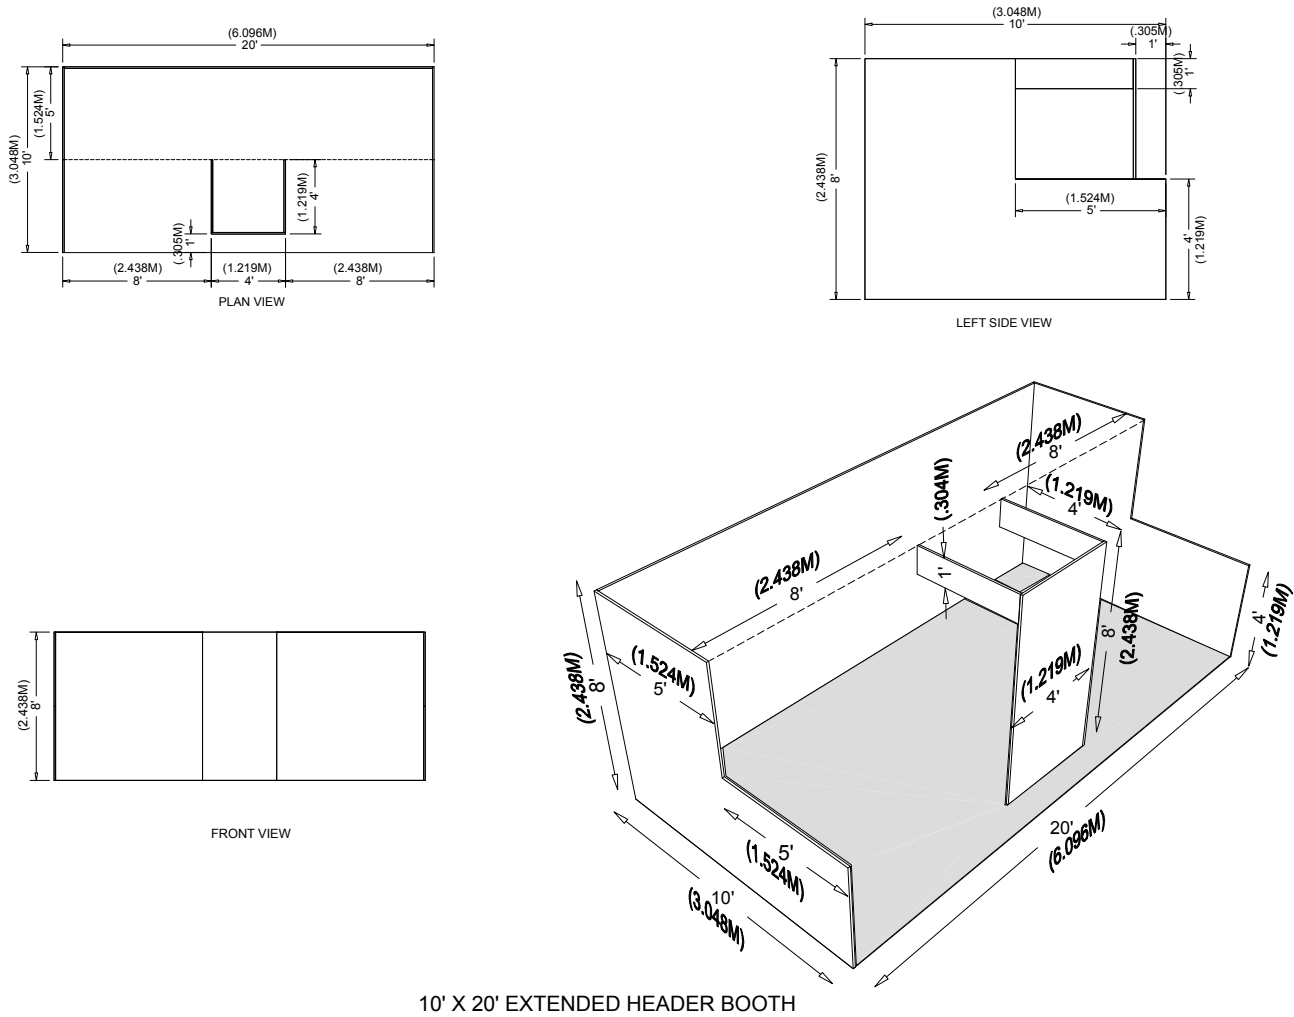 (6.096M)
20'
(3.048M)
10'
(1.524M)
5'
(1.219M)
4'
(.305M)
1'
(2.438M)
8'
(1.219M)
4'
(2.438M)
8'
PLAN VIEW
(3.048M)
10'
(.305M)
1'
(.305M)
1'
(2.438M)
8'
(1.524M)
5'
4'
(1.219M)
LEFT SIDE VIEW
(2.438M)
8'
FRONT VIEW
(2.438M)
8'
(.304M)
1'
(1.219M)
4'
(2.438M)
8'
(1.524M)
5'
(2.438M)
8'
8'
(2.438M)
(1.219M)
4'
4'
(1.219M)
20'
(6.096M)
5'
(1.524M)
10'
(3.048M)
10' X 20' EXTENDED HEADER BOOTH